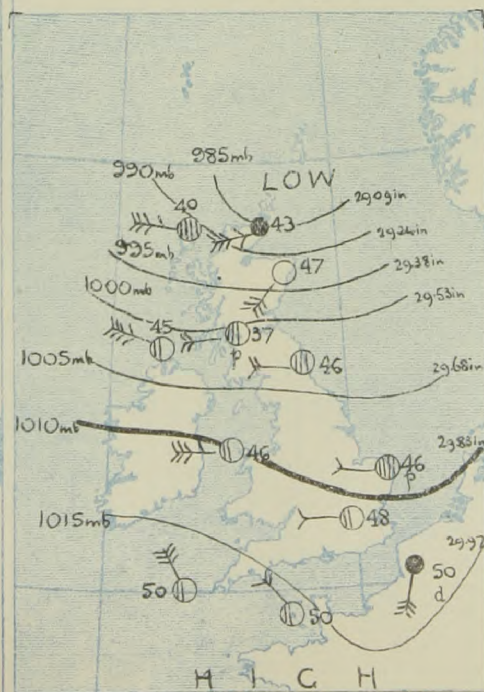 985mb
990mb
LOW
29.09in
40
43
29.24in
995mb
47
29.38in
1000mb
29.53in
45
37
p
46
1005mb
29.68in
1010mb
46
29.83in
46
p
1015mb
48
29.97
50
d
50
50
HIGH